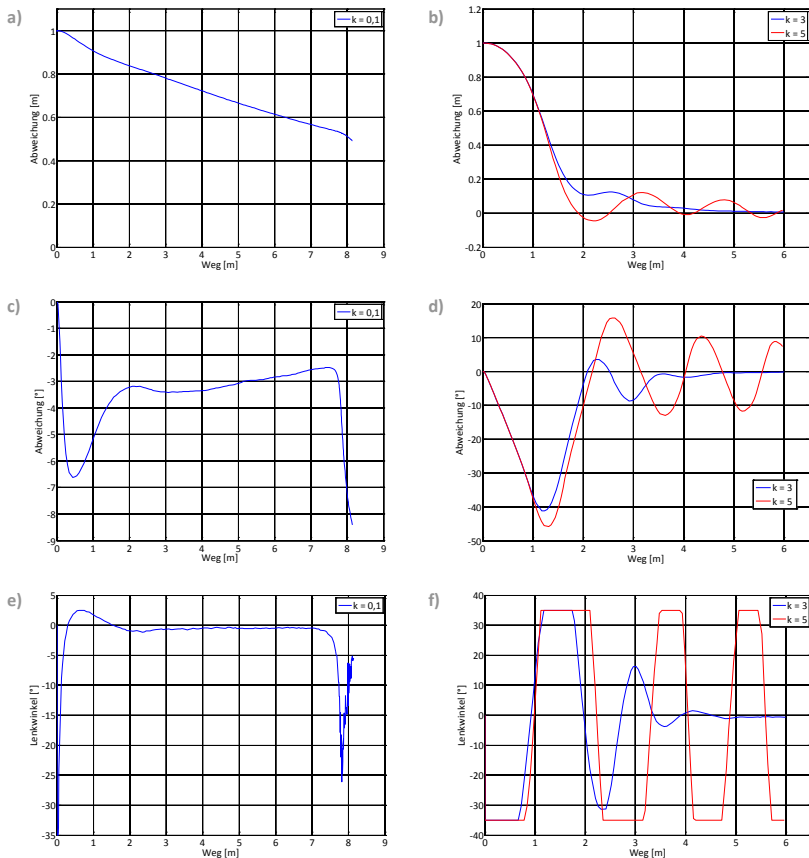 a)
k = 0,1
1
0.8
0.6
0.4
0.2
0
Abweichung [m]
0 1 2 3 4 5 6 7 8 9
Weg [m]
b)
k = 3
k = 5
1.2
1
0.8
0.6
0.4
0.2
0
-0.2
Abweichung [m]
0 1 2 3 4 5 6
Weg [m]
c)
k = 0,1
0
-1
-2
-3
-4
-5
-6
-7
-8
-9
Abweichung [°]
0 1 2 3 4 5 6 7 8 9
Weg [m]
d)
20
10
0
-10
-20
-30
-40
-50
Abweichung [°]
k = 3
k = 5
0 1 2 3 4 5 6
Weg [m]
e)
k = 0,1
5
0
-5
-10
-15
-20
-25
-30
-35
Lenkwinkel [°]
0 1 2 3 4 5 6 7 8 9
Weg [m]
f)
k = 3
k = 5
40
30
20
10
0
-10
-20
-30
-40
Lenkwinkel [°]
0 1 2 3 4 5 6
Weg [m]